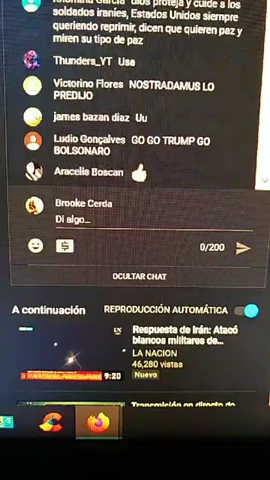 dios proteja y cuide a los
soldados iraníes, Estados Unidos siempre
queriendo reprimir, dicen que quieren paz y
miren su tipo de paz
Thunders_VT Usa
Victorino Flores NOSTRADAMUS LO
PREDIJO
james bazan diaz Uu
Ludio Gonçalves GO GO TRUMP GO
BOLSONARO
Aracelis Boscan
Brooke Cerda
Di algo...
0/200
OCULTAR CHAT
A continuación REPRODUCCIÓN AUTOMÁTICA
Respuesta de Irán: Atacó
blancos militares de...
LA NACION
46,280 vistas
Nuevo
LN
9:20
Transmisión en directo de